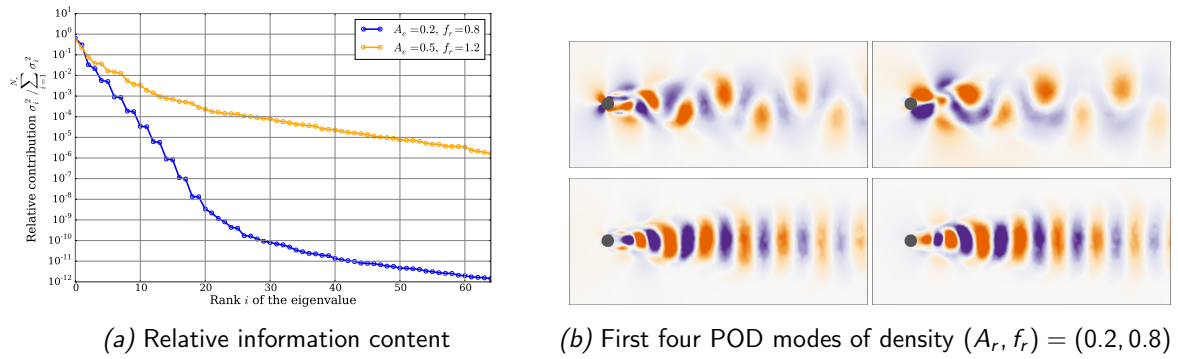 10^1
10^0
10^-1
10^-2
10^-3
10^-4
10^-5
10^-6
10^-7
10^-8
10^-9
10^-10
10^-11
10^-12
Relative contribution σ_i^2 / ∑_{i=1}^{N_s} σ_i^2
A_e =0.2, f_r =0.8
A_e =0.5, f_r =1.2
0 10 20 30 40 50 60
Rank i of the eigenvalue
(a) Relative information content
(b) First four POD modes of density (A_r, f_r) = (0.2, 0.8)